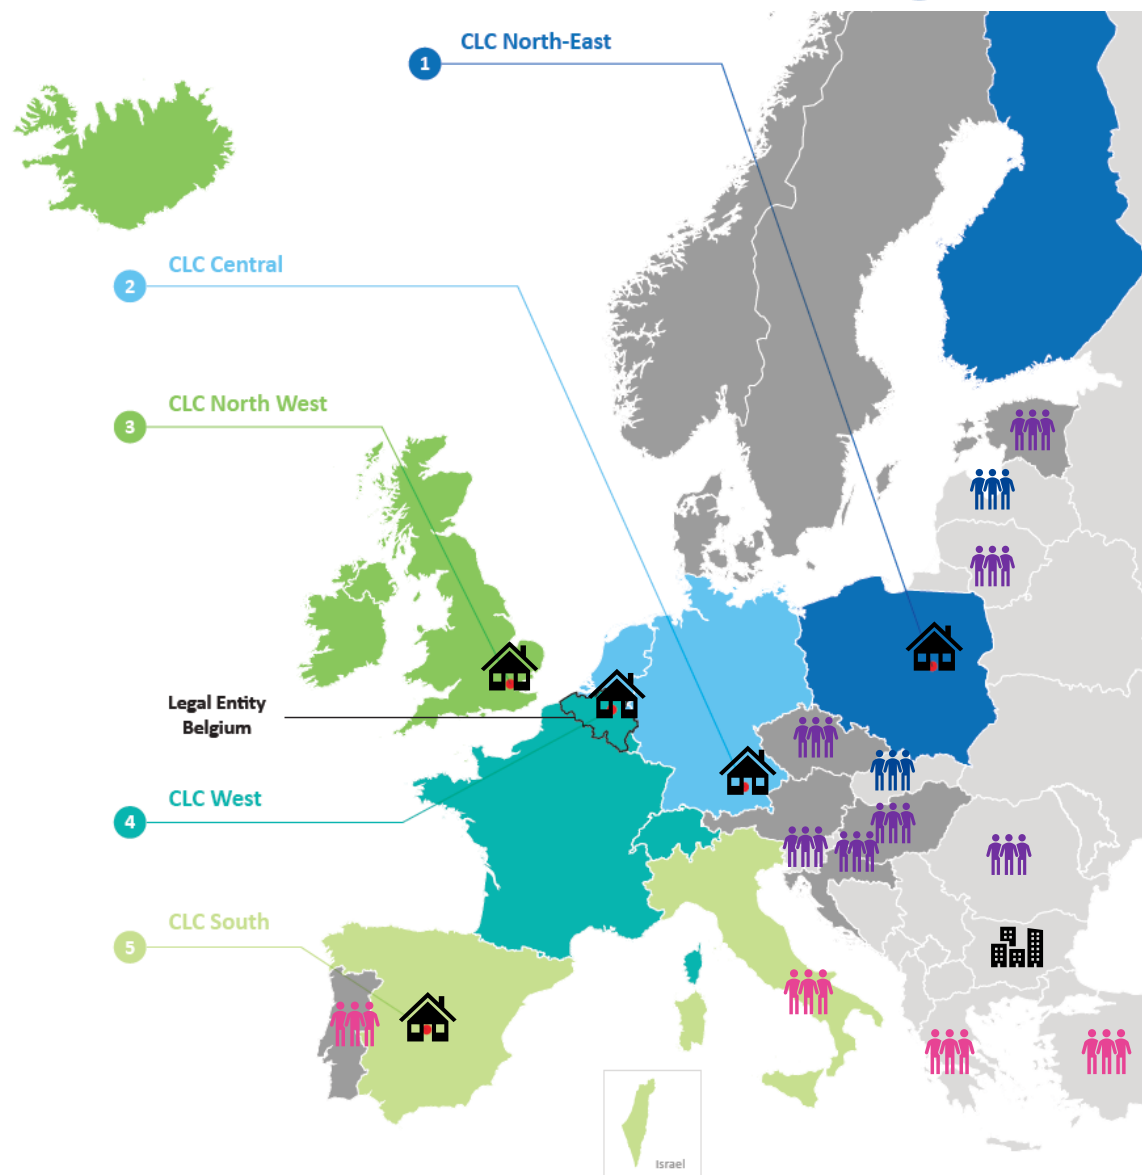 1
CLC North-East
2
CLC Central
3
CLC North West
Legal Entity
Belgium
4
CLC West
5
CLC South
Israel